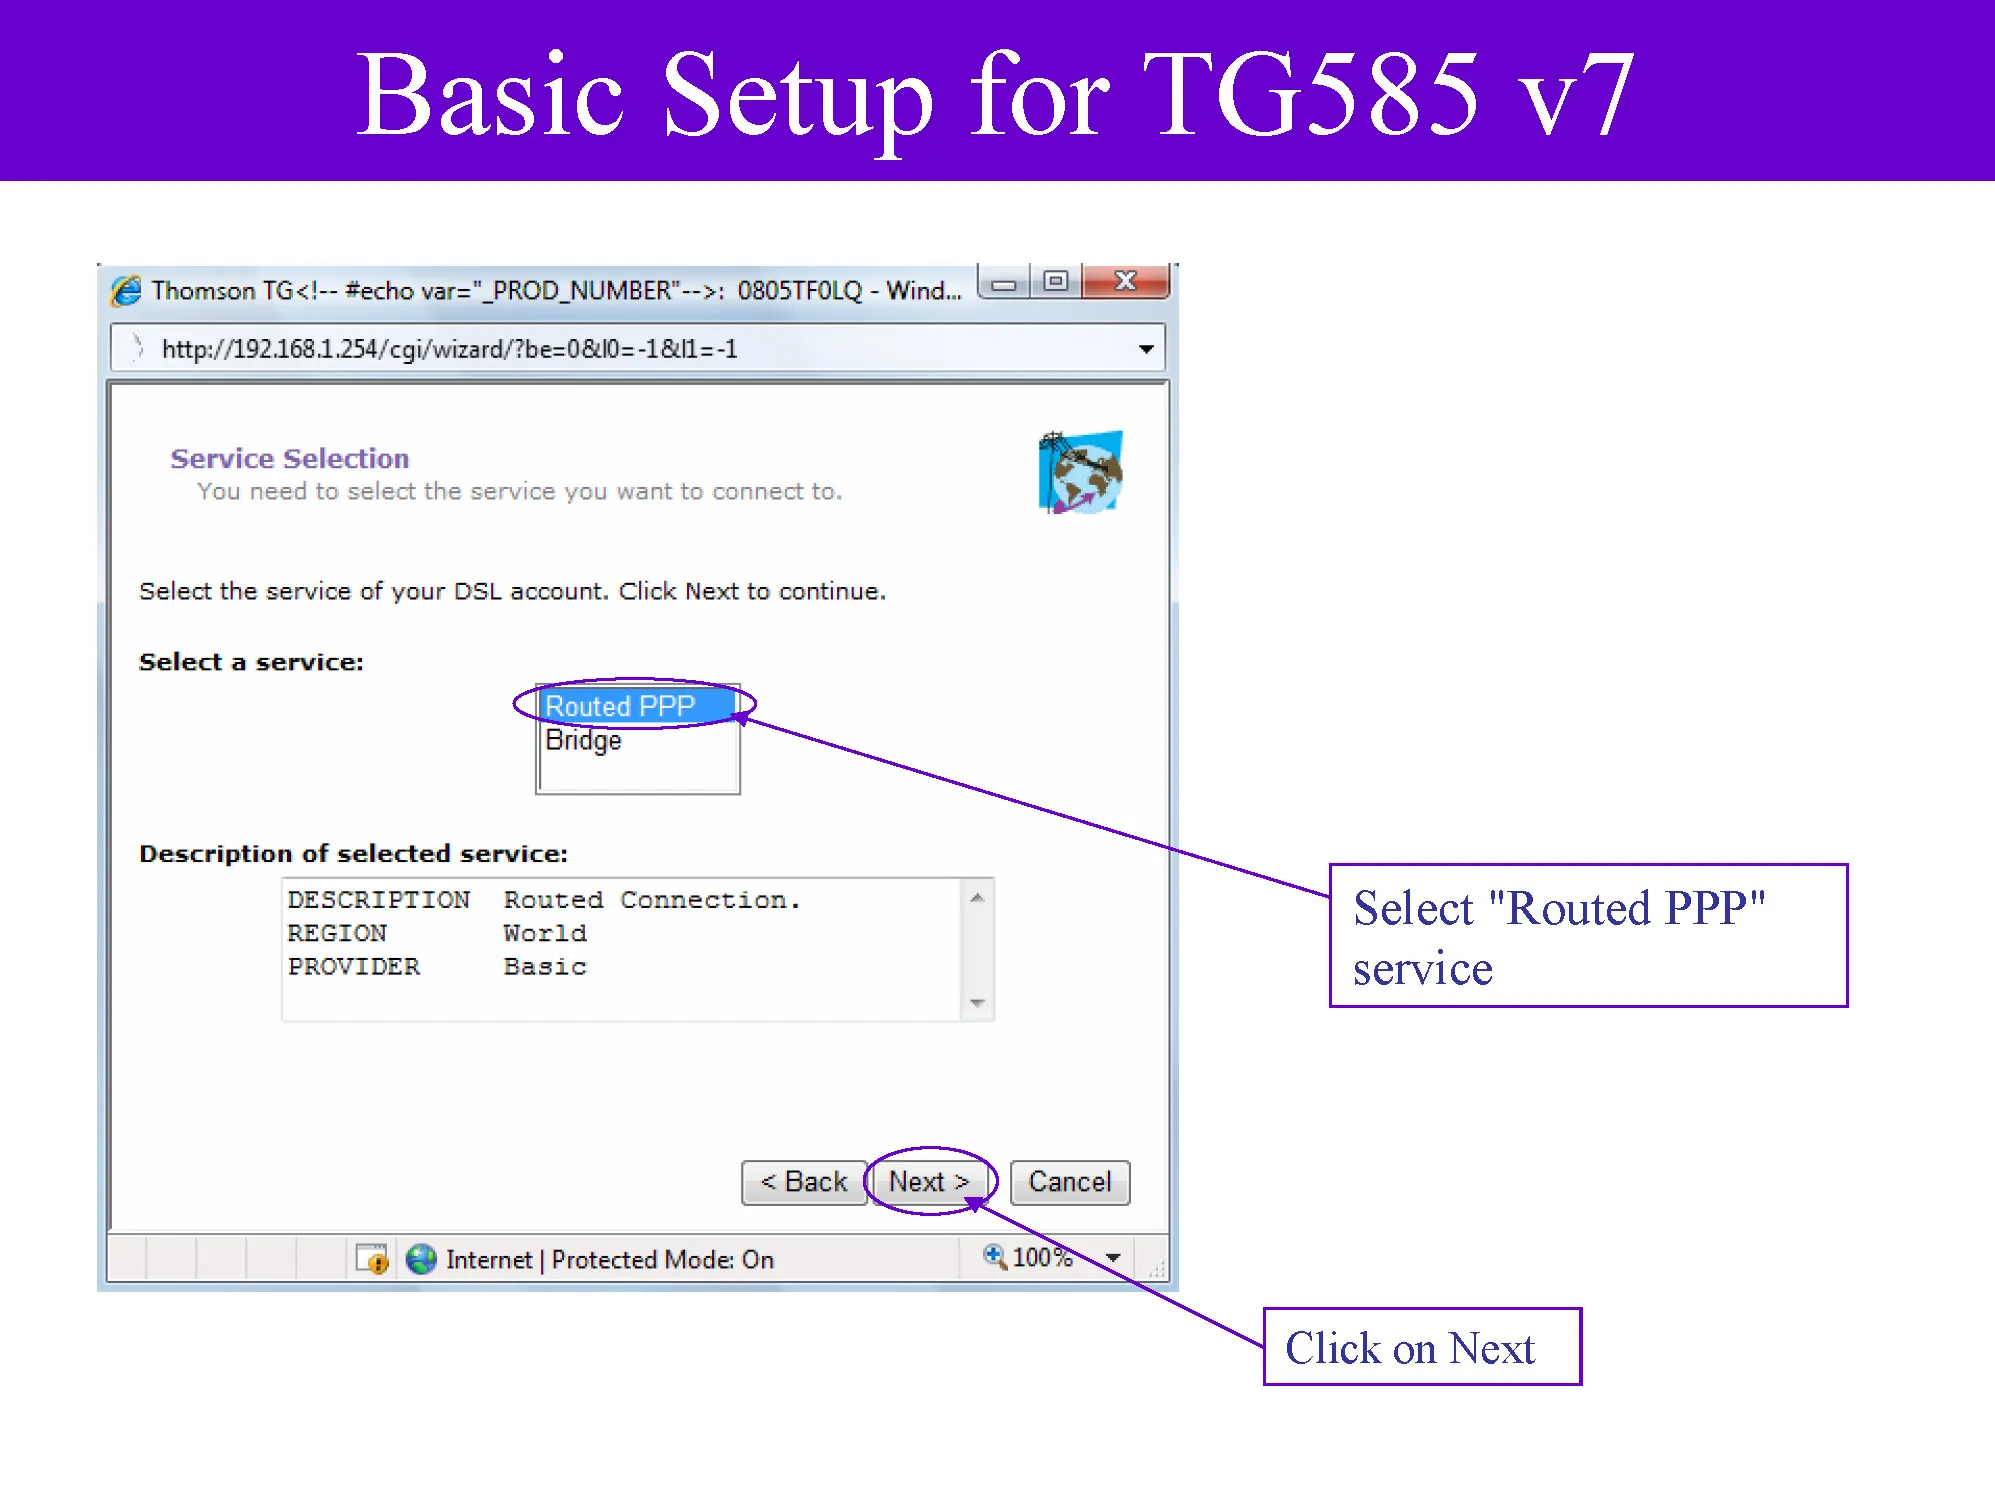 Basic Setup for TG585 v7
Thomson TG<!-- #echo var="_PROD_NUMBER"-->: 0805TF0LQ - Wind...
http://192.168.1.254/cgi/wizard/?be=0&l0=-1&l1=-1
Service Selection
You need to select the service you want to connect to.
Select the service of your DSL account. Click Next to continue.
Select a service:
Routed PPP
Bridge
Description of selected service:
DESCRIPTION Routed Connection.
REGION World
PROVIDER Basic
Select "Routed PPP"
service
< Back Next > Cancel
Internet | Protected Mode: On 100%
Click on Next